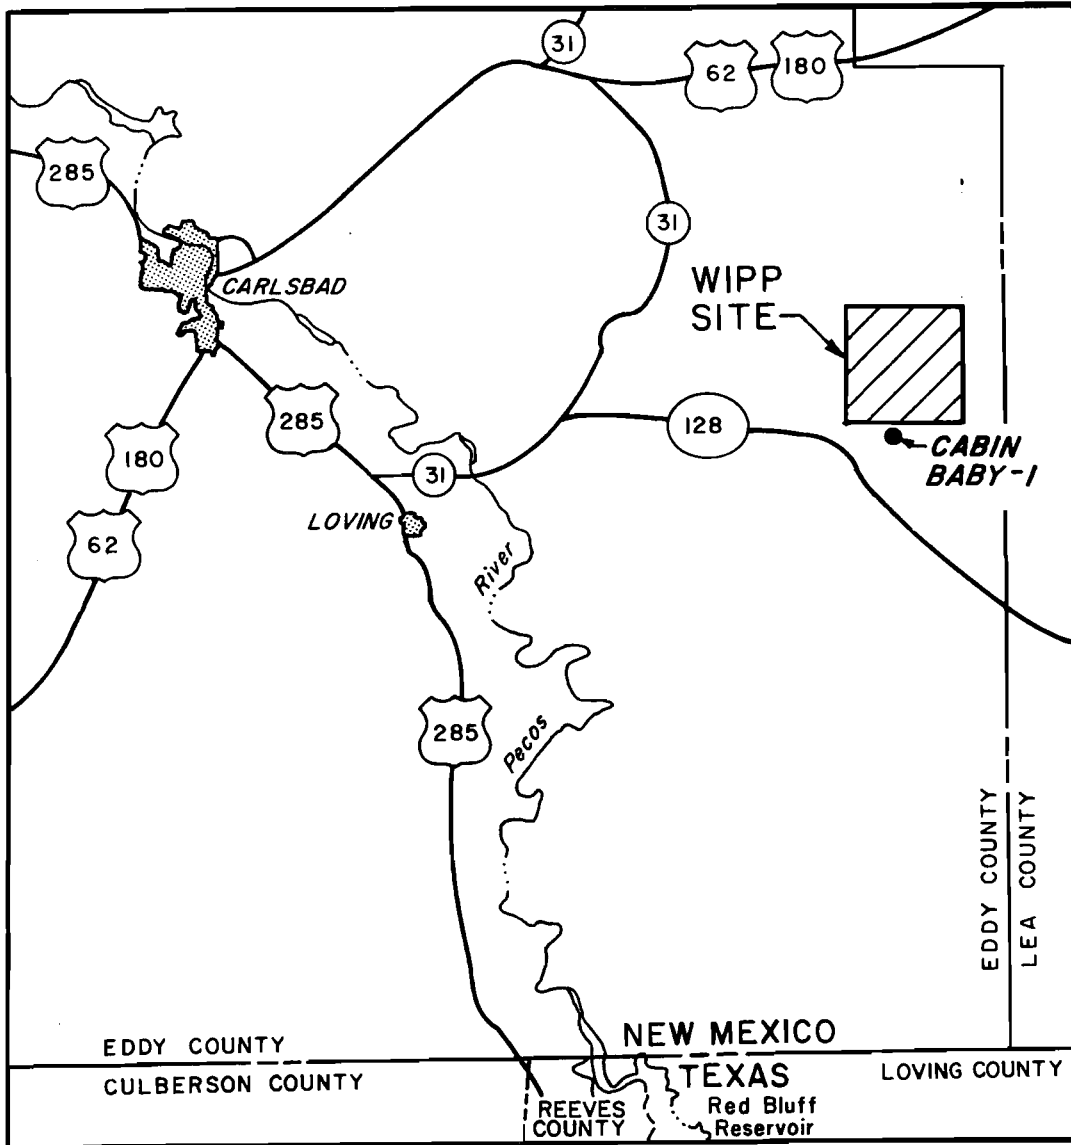 31
62
180
285
31
CARLSBAD
WIPP
SITE
285
128
180
31
CABIN
BABY-1
LOVING
62
River
Pecos
285
EDDY COUNTY
LEA COUNTY
NEW MEXICO
EDDY COUNTY
TEXAS
LOVING COUNTY
CULBERSON COUNTY
REEVES
COUNTY
Red Bluff
Reservoir